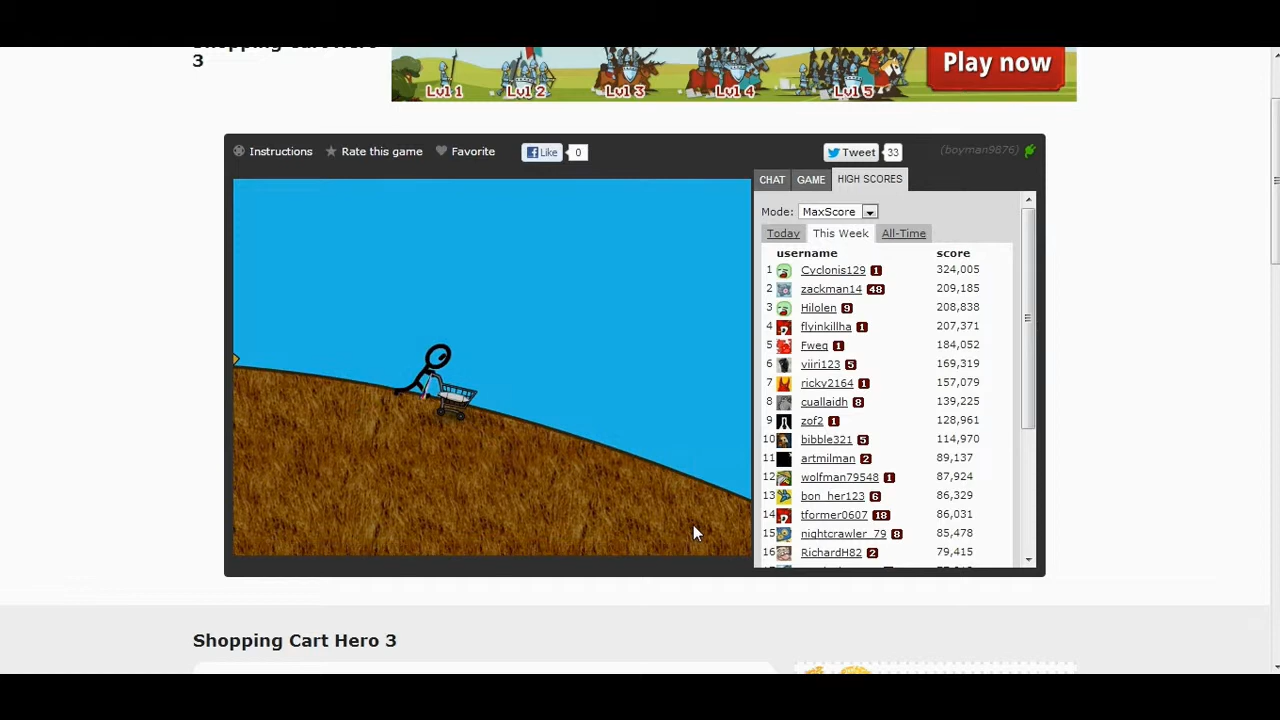 3
Play now
Lvl 1 Lvl 2 Lvl 3 Lvl 4 Lvl 5
Instructions Rate this game Favorite Like 0 Tweet 33 (boyman9876)
CHAT GAME HIGH SCORES
Mode: MaxScore
Today This Week All-Time
username score
1 Cyclonis129 1 324,005
2 zackman14 48 209,185
3 Hilolen 9 208,838
4 flyinkillha 1 207,371
5 Fweq 1 184,052
6 viiri123 5 169,319
7 ricky2164 1 157,079
8 cuallaidh 8 139,225
9 zof2 1 128,961
10 bibble321 5 114,970
11 artmilman 2 89,137
12 wolfman79548 1 87,924
13 bon_her123 6 86,329
14 tformer0607 18 86,031
15 nightcrawler_79 8 85,478
16 RichardH82 2 79,415
Shopping Cart Hero 3